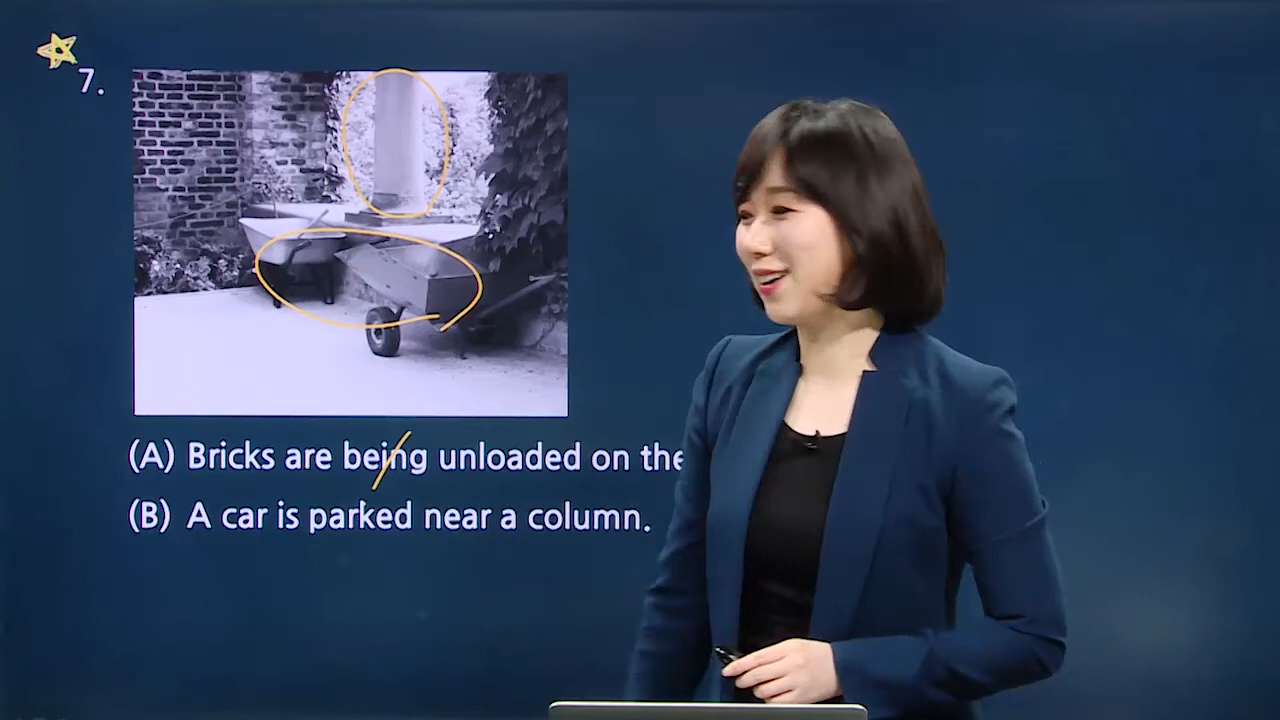 7.
(A) Bricks are being unloaded on the
(B) A car is parked near a column.